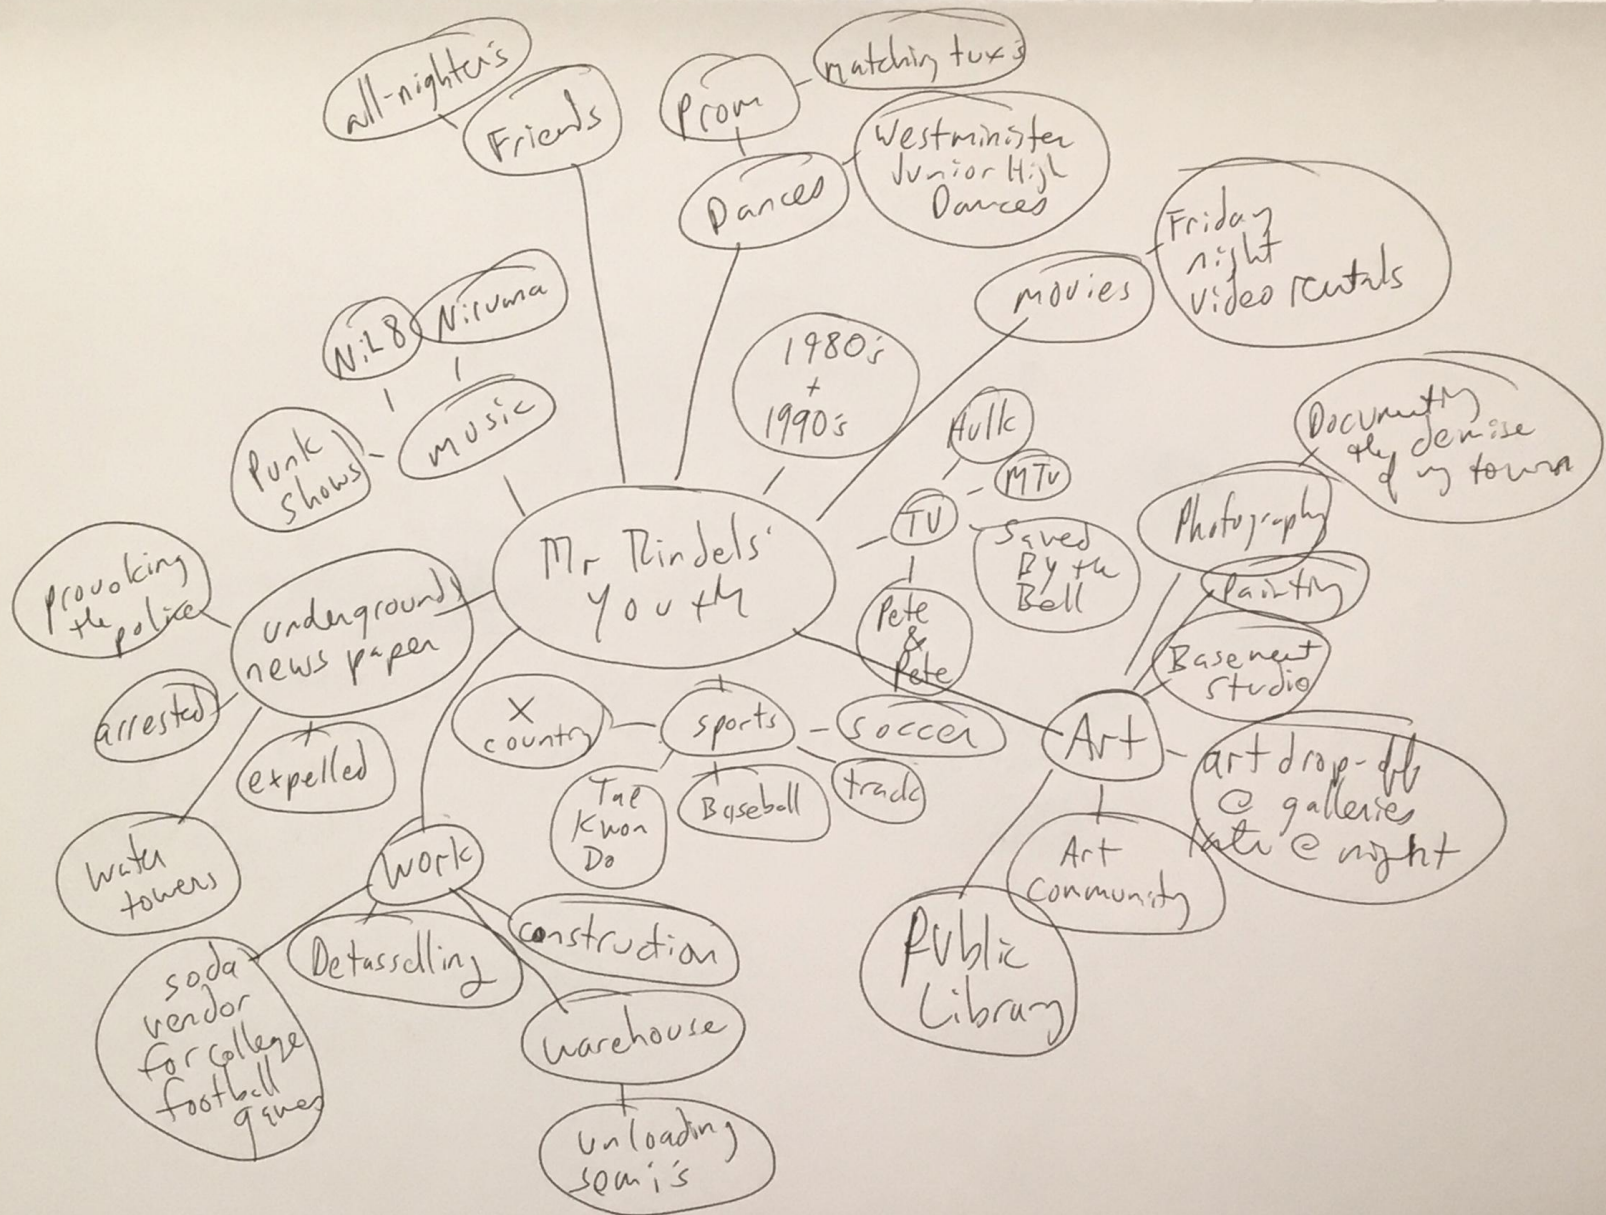 all-nighter's
Friends
Prom
matching tux's
Dances
Westminister
Junior High
Dances
movies
Friday
night
video rentals
NiL8
Nirvana
music
Punk
shows
1980's
+
1990's
Hulk
MTV
TV
Saved
By the
Bell
Pete
&
Pete
Documenting
the demise
of my town
Photography
Painting
Basement
studio
Mr Rindels'
Youth
provoking
the
police
underground
news paper
arrested
expelled
water
towers
X
country
sports
soccer
Tae
Kwon
Do
Baseball
track
Art
art drop-off
@ galleries
late @ night
Art
community
Public
Library
work
soda
vendor
for college
football
games
Detasselling
construction
warehouse
unloading
semi's